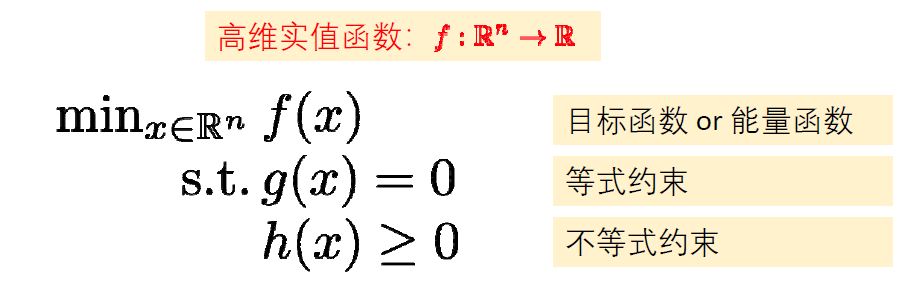 高维实值函数：f : ℝⁿ → ℝ
min_{x∈ℝⁿ} f(x) 目标函数 or 能量函数
s.t. g(x) = 0 等式约束
h(x) ≥ 0 不等式约束